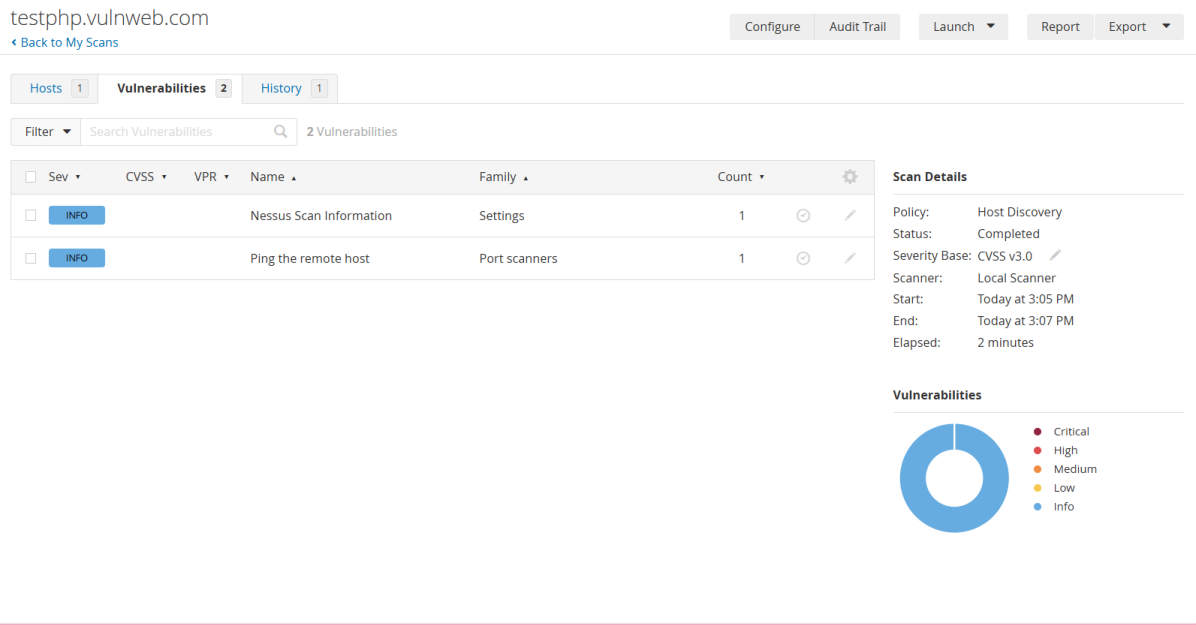 testphp.vulnweb.com
Back to My Scans
Configure Audit Trail Launch Report Export
Hosts 1 Vulnerabilities 2 History 1
Filter Search Vulnerabilities 2 Vulnerabilities
Sev CVSS VPR Name Family Count
INFO Nessus Scan Information Settings 1
INFO Ping the remote host Port scanners 1
Scan Details
Policy: Host Discovery
Status: Completed
Severity Base: CVSS v3.0
Scanner: Local Scanner
Start: Today at 3:05 PM
End: Today at 3:07 PM
Elapsed: 2 minutes
Vulnerabilities
Critical
High
Medium
Low
Info